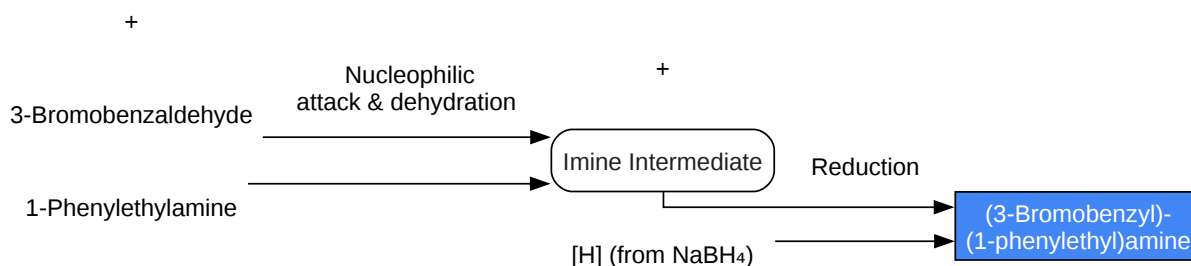 +
3-Bromobenzaldehyde
1-Phenylethylamine
Nucleophilic
attack & dehydration
+
Imine Intermediate
Reduction
[H] (from NaBH₄)
(3-Bromobenzyl)-
(1-phenylethyl)amine